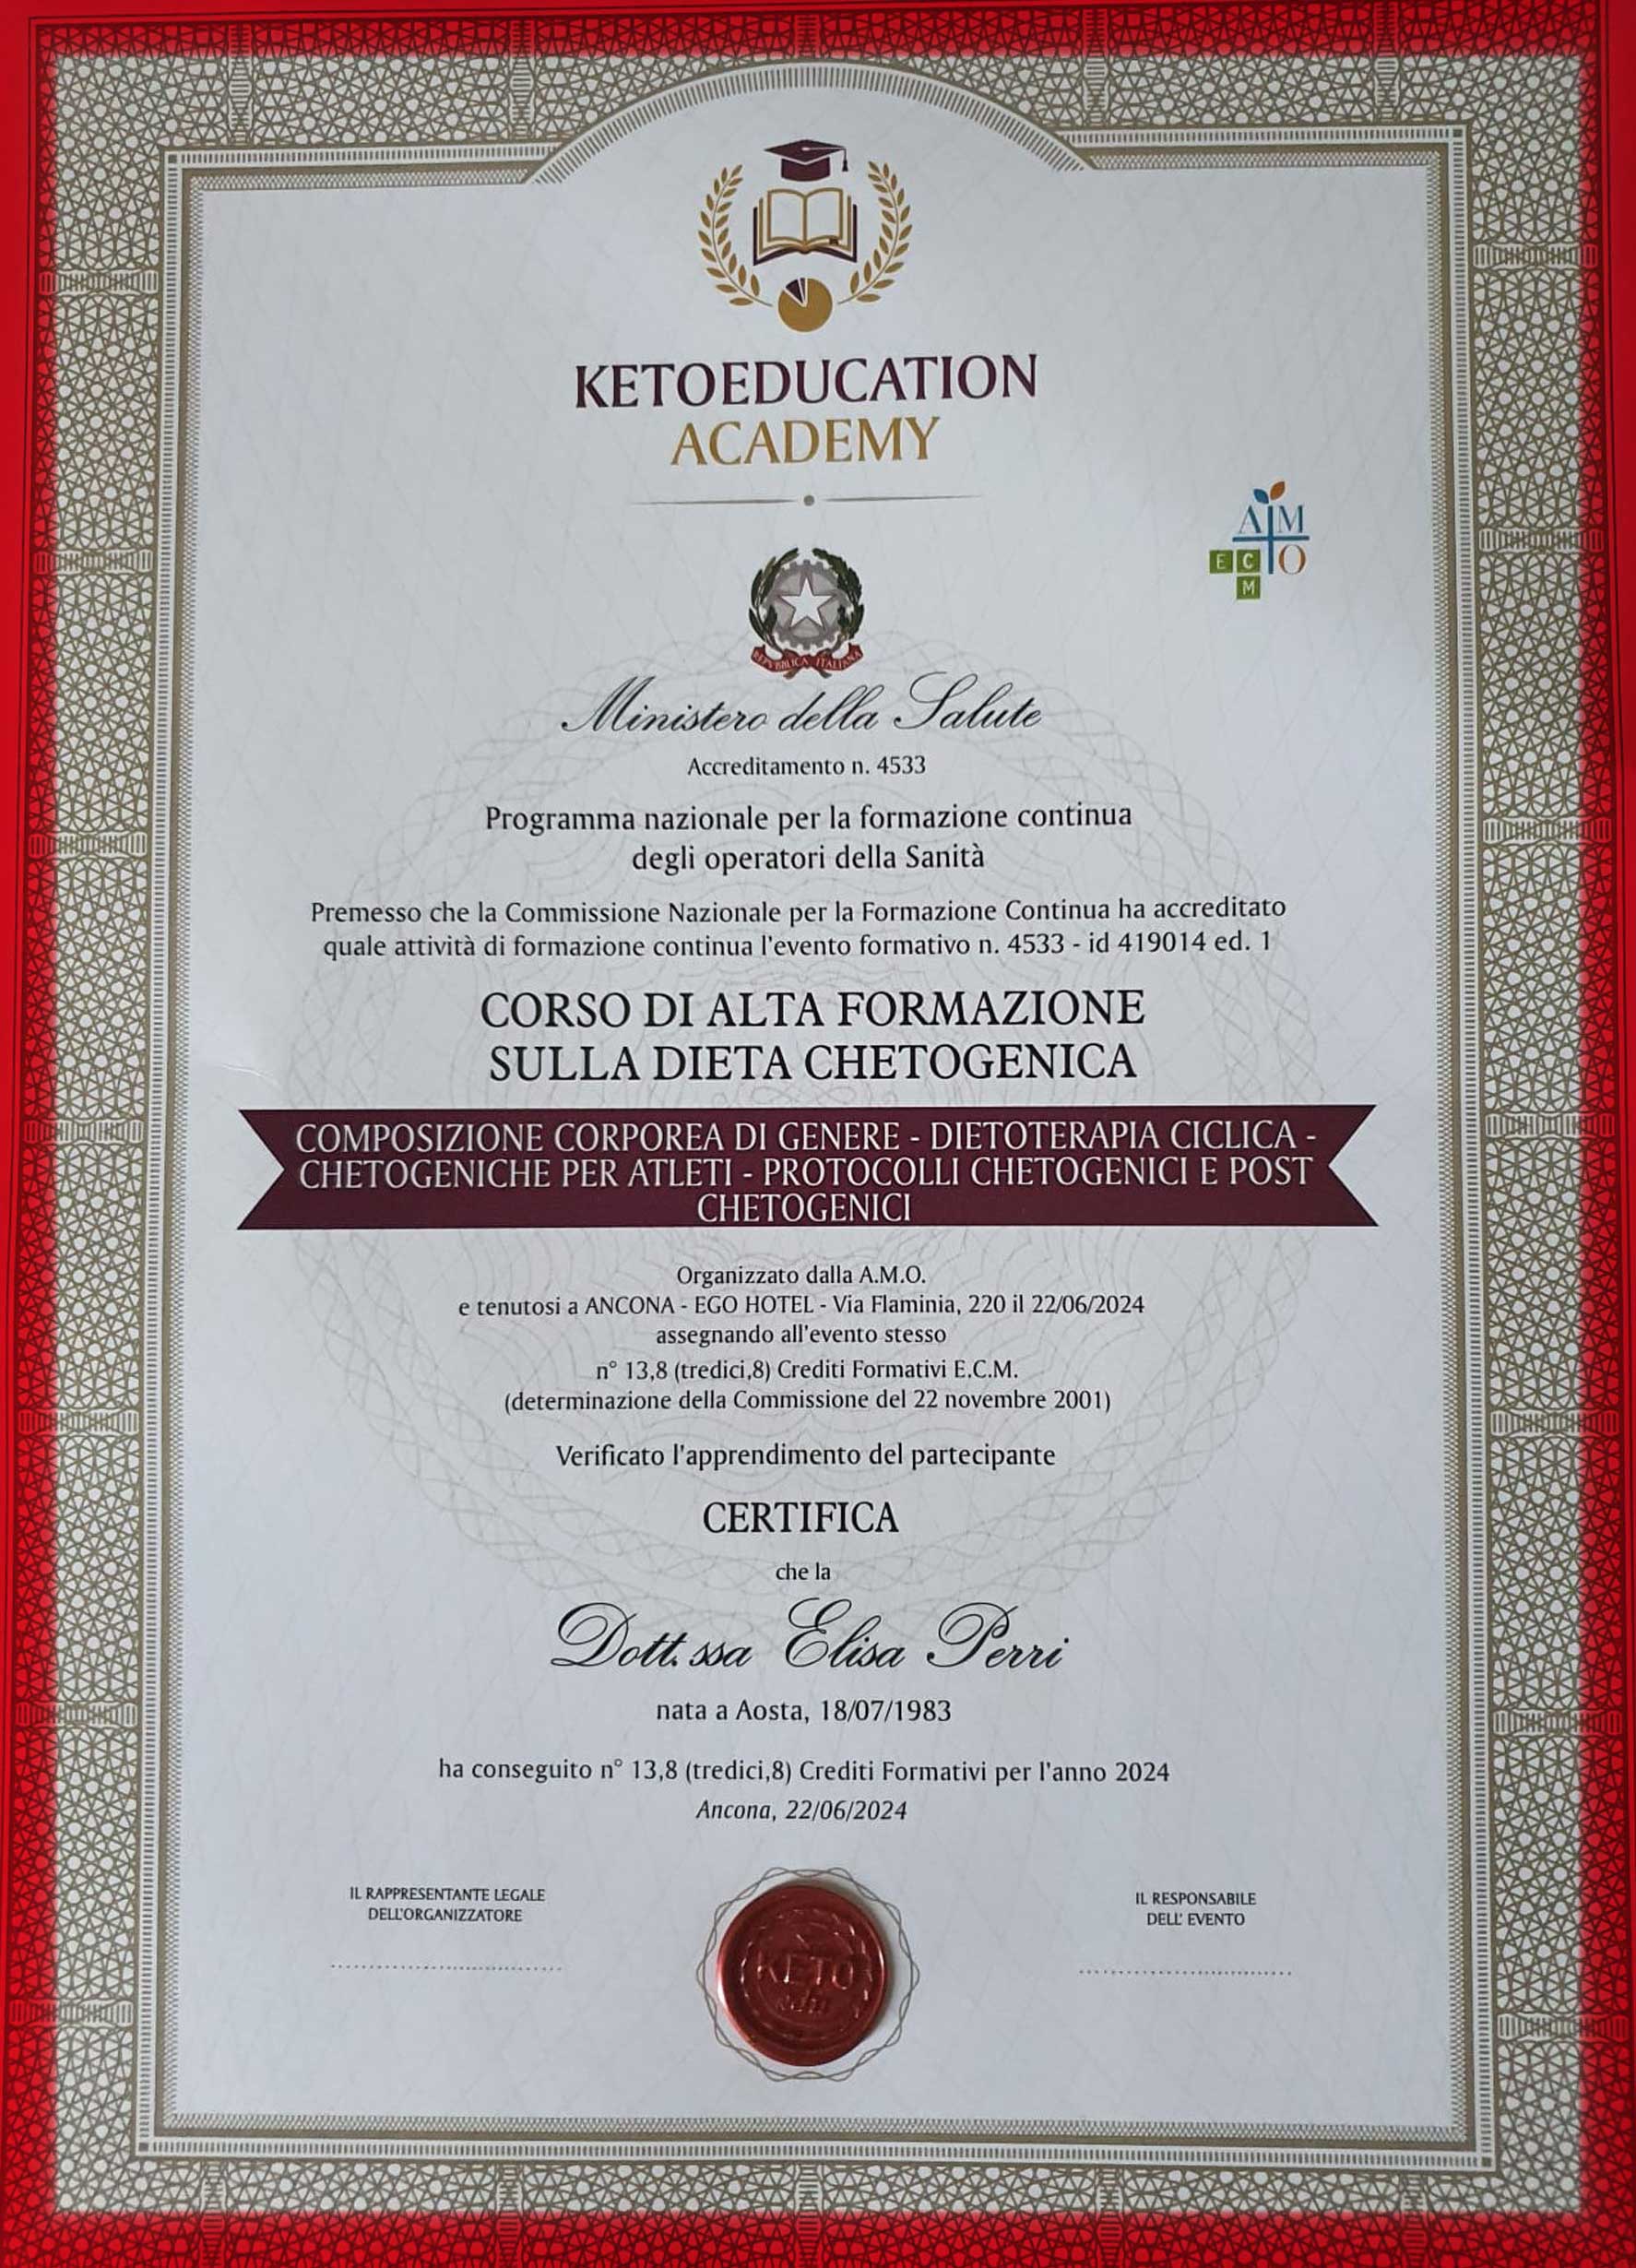 KETOEDUCATION
ACADEMY
A M
O
E C
M
REPVBBLICA ITALIANA
Ministero della Salute
Accreditamento n. 4533
Programma nazionale per la formazione continua
degli operatori della Sanità
Premesso che la Commissione Nazionale per la Formazione Continua ha accreditato
quale attività di formazione continua l'evento formativo n. 4533 - id 419014 ed. 1
CORSO DI ALTA FORMAZIONE
SULLA DIETA CHETOGENICA
COMPOSIZIONE CORPOREA DI GENERE - DIETOTERAPIA CICLICA -
CHETOGENICHE PER ATLETI - PROTOCOLLI CHETOGENICI E POST
CHETOGENICI
Organizzato dalla A.M.O.
e tenutosi a ANCONA - EGO HOTEL - Via Flaminia, 220 il 22/06/2024
assegnando all'evento stesso
n° 13,8 (tredici,8) Crediti Formativi E.C.M.
(determinazione della Commissione del 22 novembre 2001)
Verificato l'apprendimento del partecipante
CERTIFICA
che la
Dott.ssa Elisa Perri
nata a Aosta, 18/07/1983
ha conseguito n° 13,8 (tredici,8) Crediti Formativi per l'anno 2024
Ancona, 22/06/2024
IL RAPPRESENTANTE LEGALE
DELL'ORGANIZZATORE
IL RESPONSABILE
DELL' EVENTO
KETO